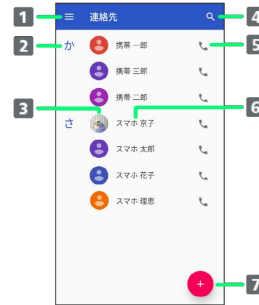 1 連絡先 4
2 か 携帯 一郎 5
携帯 三郎
携帯 二郎
3
さ スマホ 京子 6
スマホ 太郎
スマホ 花子
スマホ 理恵
7